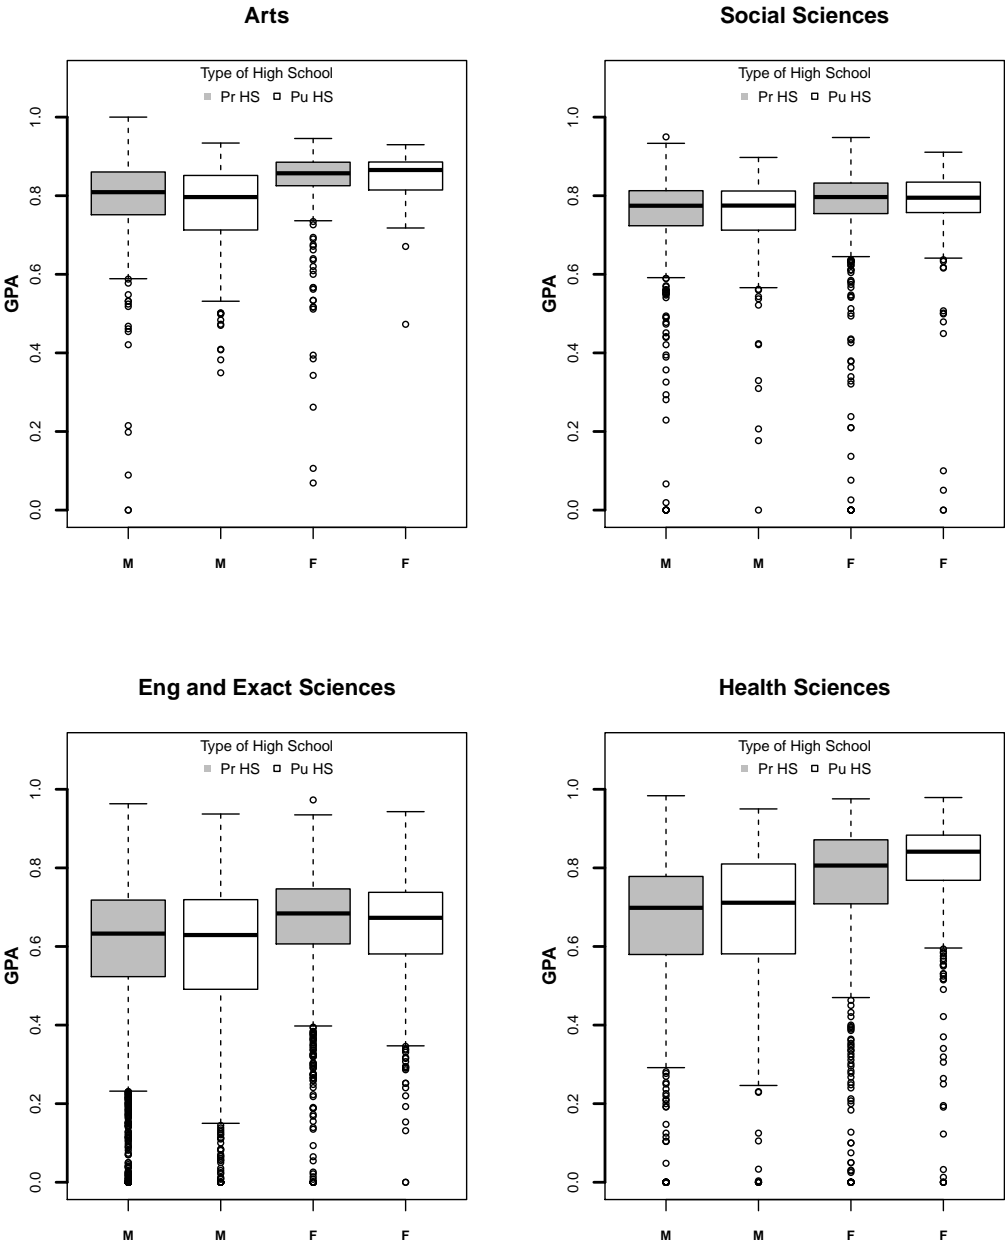 Arts
Type of High School
Pr HS Pu HS
GPA
1.0
0.8
0.6
0.4
0.2
0.0
M M F F
Social Sciences
Type of High School
Pr HS Pu HS
GPA
1.0
0.8
0.6
0.4
0.2
0.0
M M F F
Eng and Exact Sciences
Type of High School
Pr HS Pu HS
GPA
1.0
0.8
0.6
0.4
0.2
0.0
M M F F
Health Sciences
Type of High School
Pr HS Pu HS
GPA
1.0
0.8
0.6
0.4
0.2
0.0
M M F F